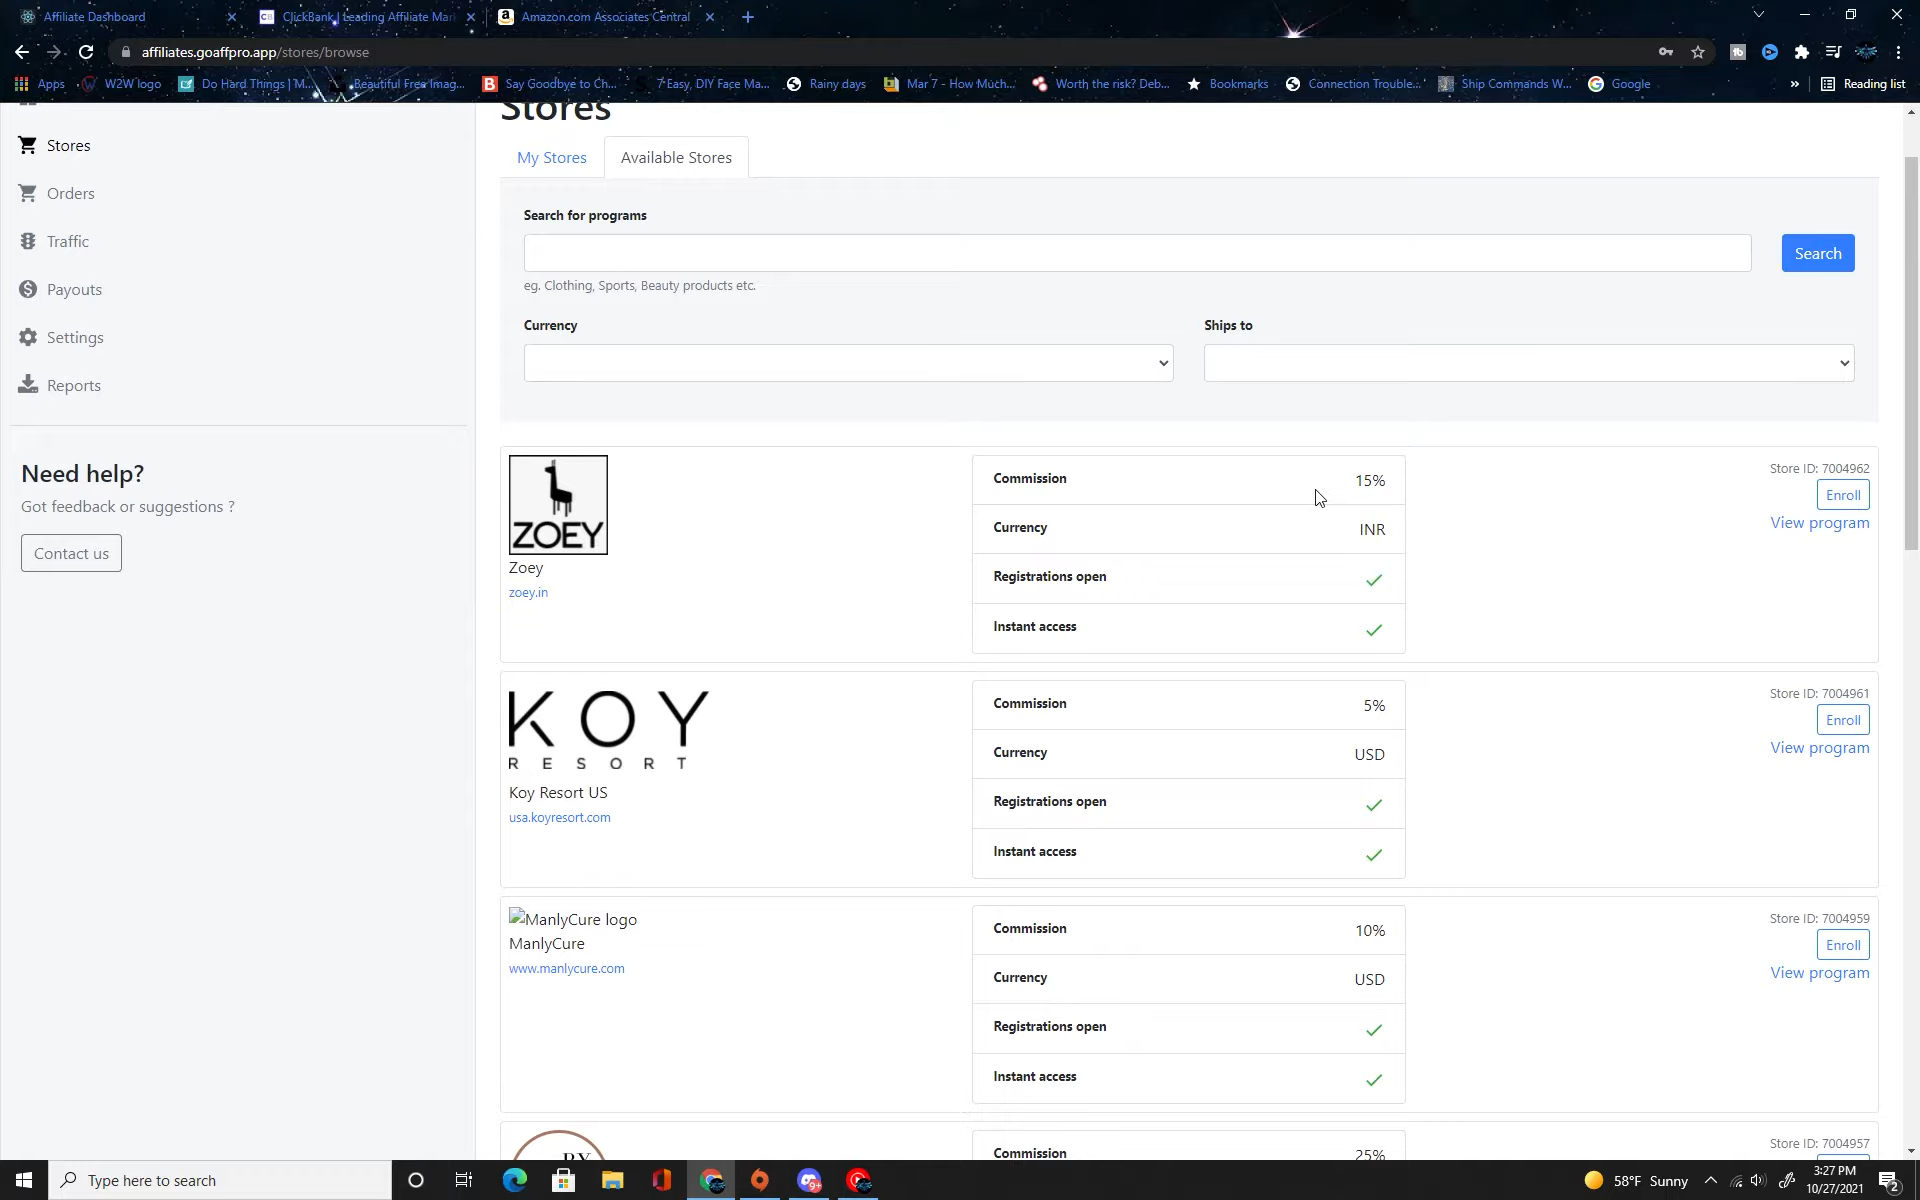 Affiliate Dashboard
ClickBank | Leading Affiliate Mar
Amazon.com Associates Central
affiliates.goaffpro.app/stores/browse
Apps
W2W logo
Do Hard Things | M...
Beautiful Free Imag...
Say Goodbye to Ch...
7 Easy, DIY Face Ma...
Rainy days
Mar 7 - How Much...
Worth the risk? Deb...
Bookmarks
Connection Trouble...
Ship Commands W...
Google
Reading list
Stores
Stores
Orders
Traffic
Payouts
Settings
Reports
Need help?
Got feedback or suggestions ?
Contact us
My Stores
Available Stores
Search for programs
Search
eg. Clothing, Sports, Beauty products etc.
Currency
Ships to
ZOEY
Zoey
zoey.in
Commission 15%
Currency INR
Registrations open
Instant access
Store ID: 7004962
Enroll
View program
KOY
RESORT
Koy Resort US
usa.koyresort.com
Commission 5%
Currency USD
Registrations open
Instant access
Store ID: 7004961
Enroll
View program
ManlyCure logo
ManlyCure
www.manlycure.com
Commission 10%
Currency USD
Registrations open
Instant access
Store ID: 7004959
Enroll
View program
Commission 25%
Store ID: 7004957
Type here to search
58°F Sunny
3:27 PM
10/27/2021
2